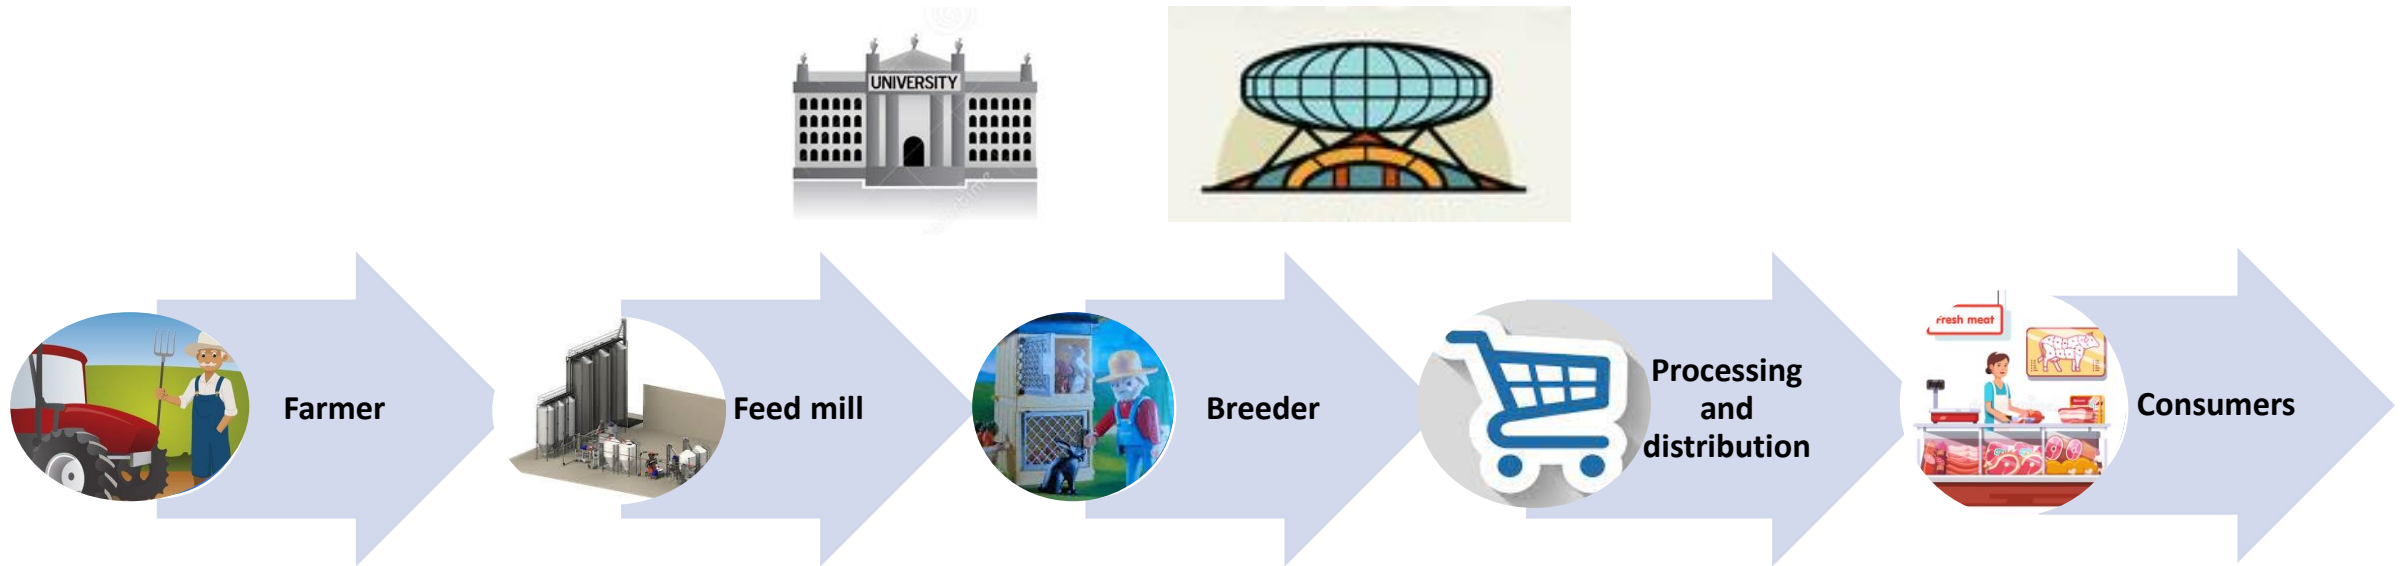 UNIVERSITY
Farmer
Feed mill
Breeder
Processing
and
distribution
Fresh meat
Consumers